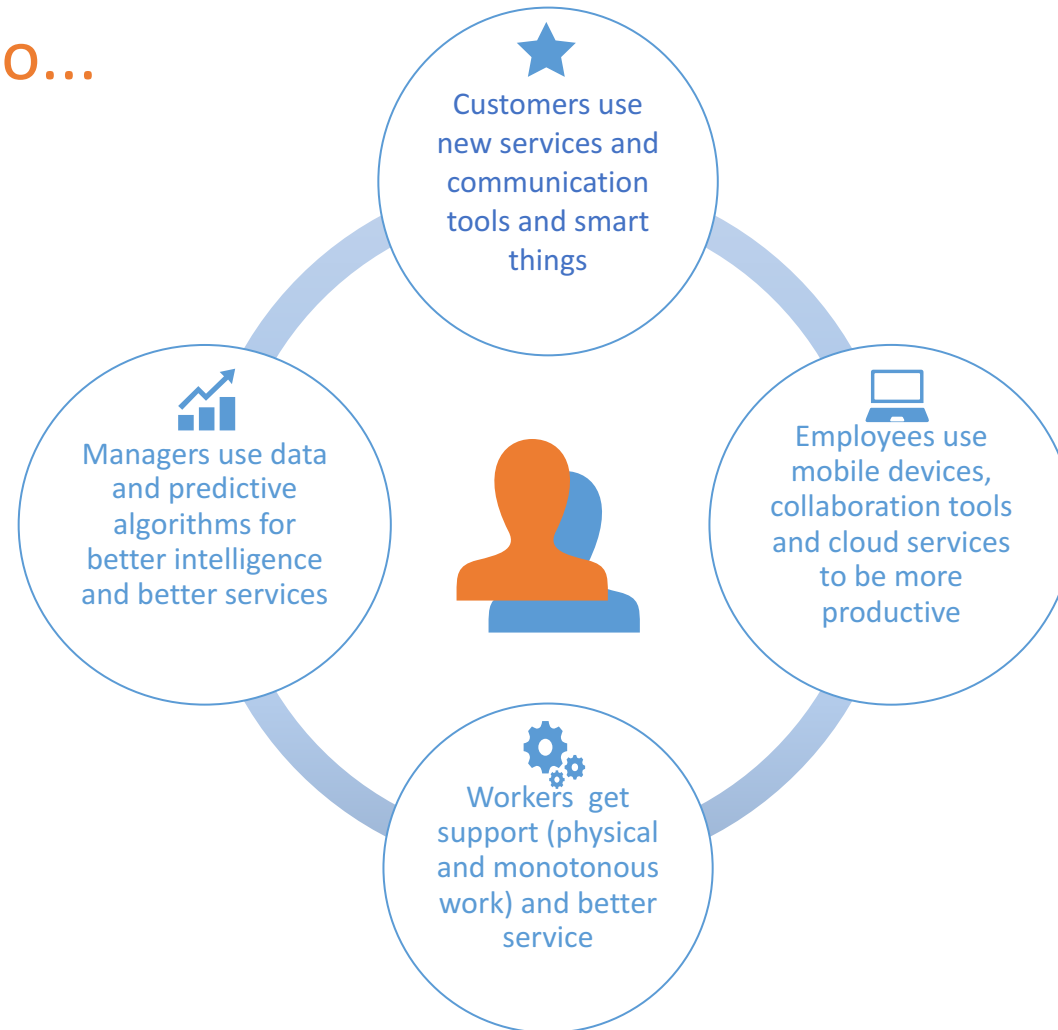 o...
Customers use
new services and
communication
tools and smart
things
Managers use data
and predictive
algorithms for
better intelligence
and better services
Employees use
mobile devices,
collaboration tools
and cloud services
to be more
productive
Workers get
support (physical
and monotonous
work) and better
service